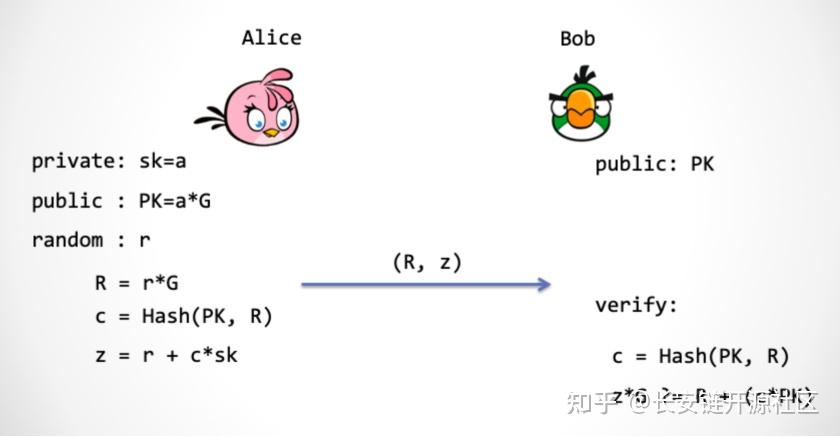 Alice
Bob
private: sk=a
public: PK
public : PK=a*G
random : r
(R, z)
R = r*G
c = Hash(PK, R)
z = r + c*sk
verify:
c = Hash(PK, R)
z*G ?= R + (c*PK)
知乎 @长安链开源社区